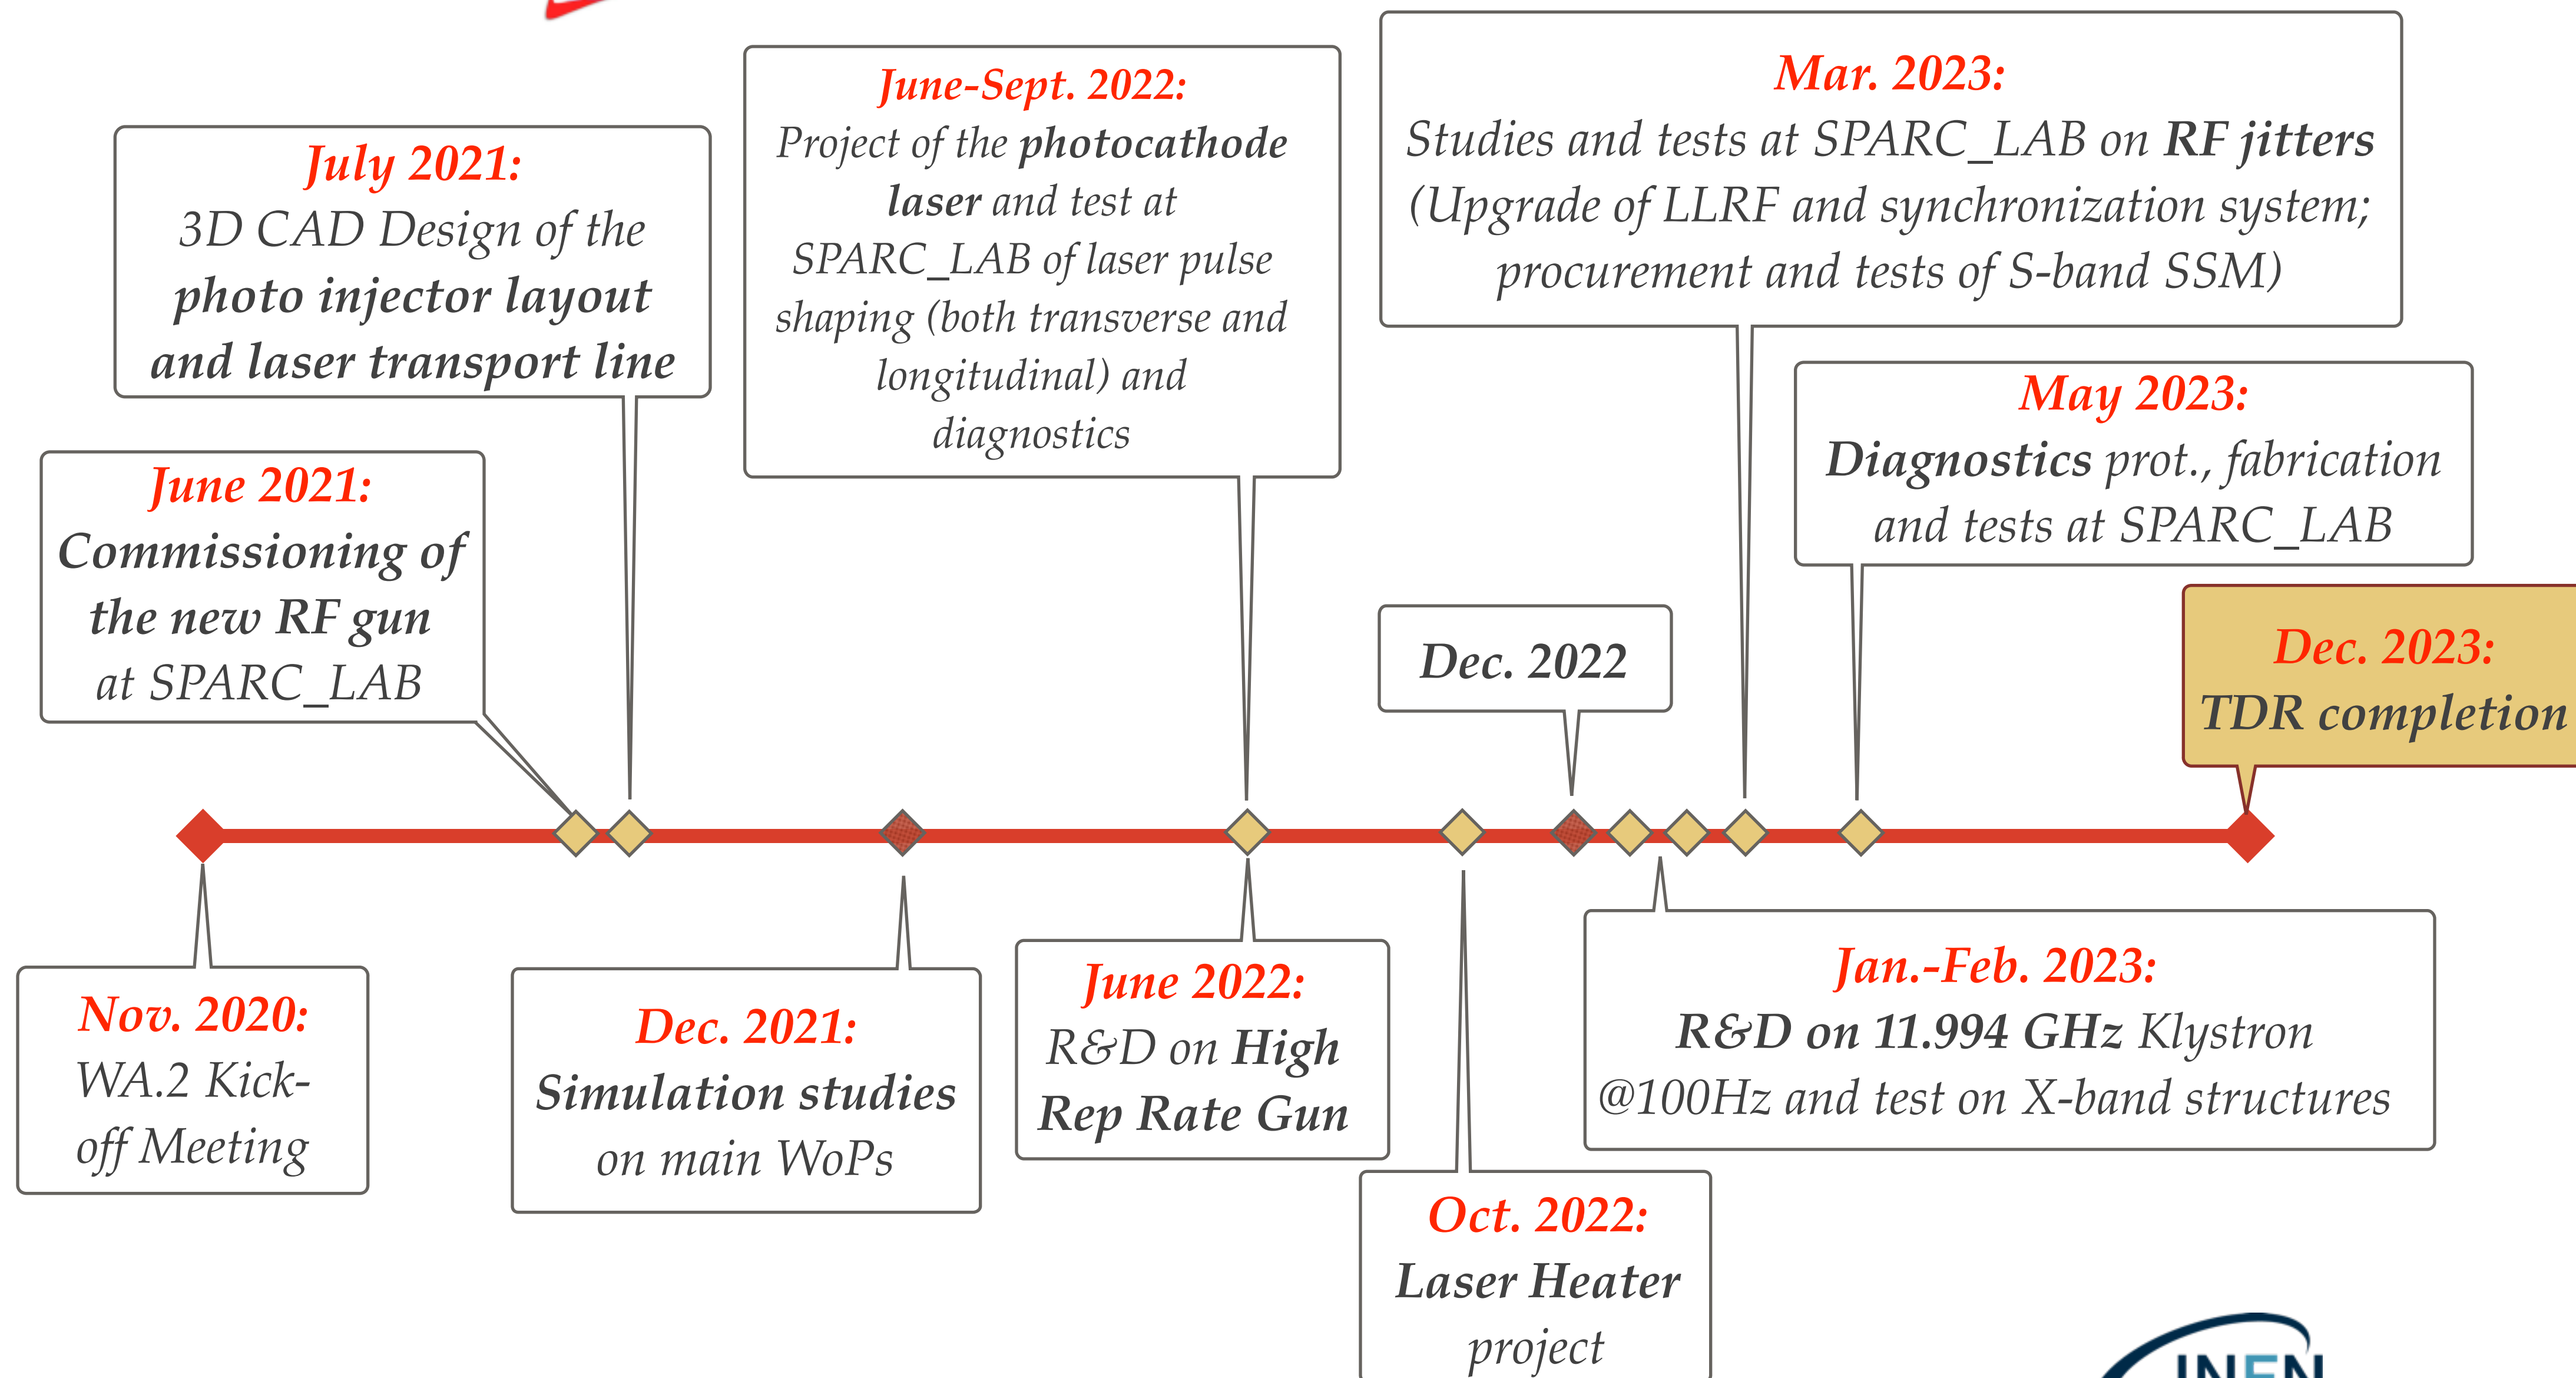 July 2021:
3D CAD Design of the
photo injector layout
and laser transport line
June-Sept. 2022:
Project of the photocathode
laser and test at
SPARC_LAB of laser pulse
shaping (both transverse and
longitudinal) and
diagnostics
Mar. 2023:
Studies and tests at SPARC_LAB on RF jitters
(Upgrade of LLRF and synchronization system;
procurement and tests of S-band SSM)
June 2021:
Commissioning of
the new RF gun
at SPARC_LAB
May 2023:
Diagnostics prot., fabrication
and tests at SPARC_LAB
Dec. 2022
Dec. 2023:
TDR completion
Nov. 2020:
WA.2 Kick-
off Meeting
Dec. 2021:
Simulation studies
on main WoPs
June 2022:
R&D on High
Rep Rate Gun
Jan.-Feb. 2023:
R&D on 11.994 GHz Klystron
@100Hz and test on X-band structures
Oct. 2022:
Laser Heater
project
INFN